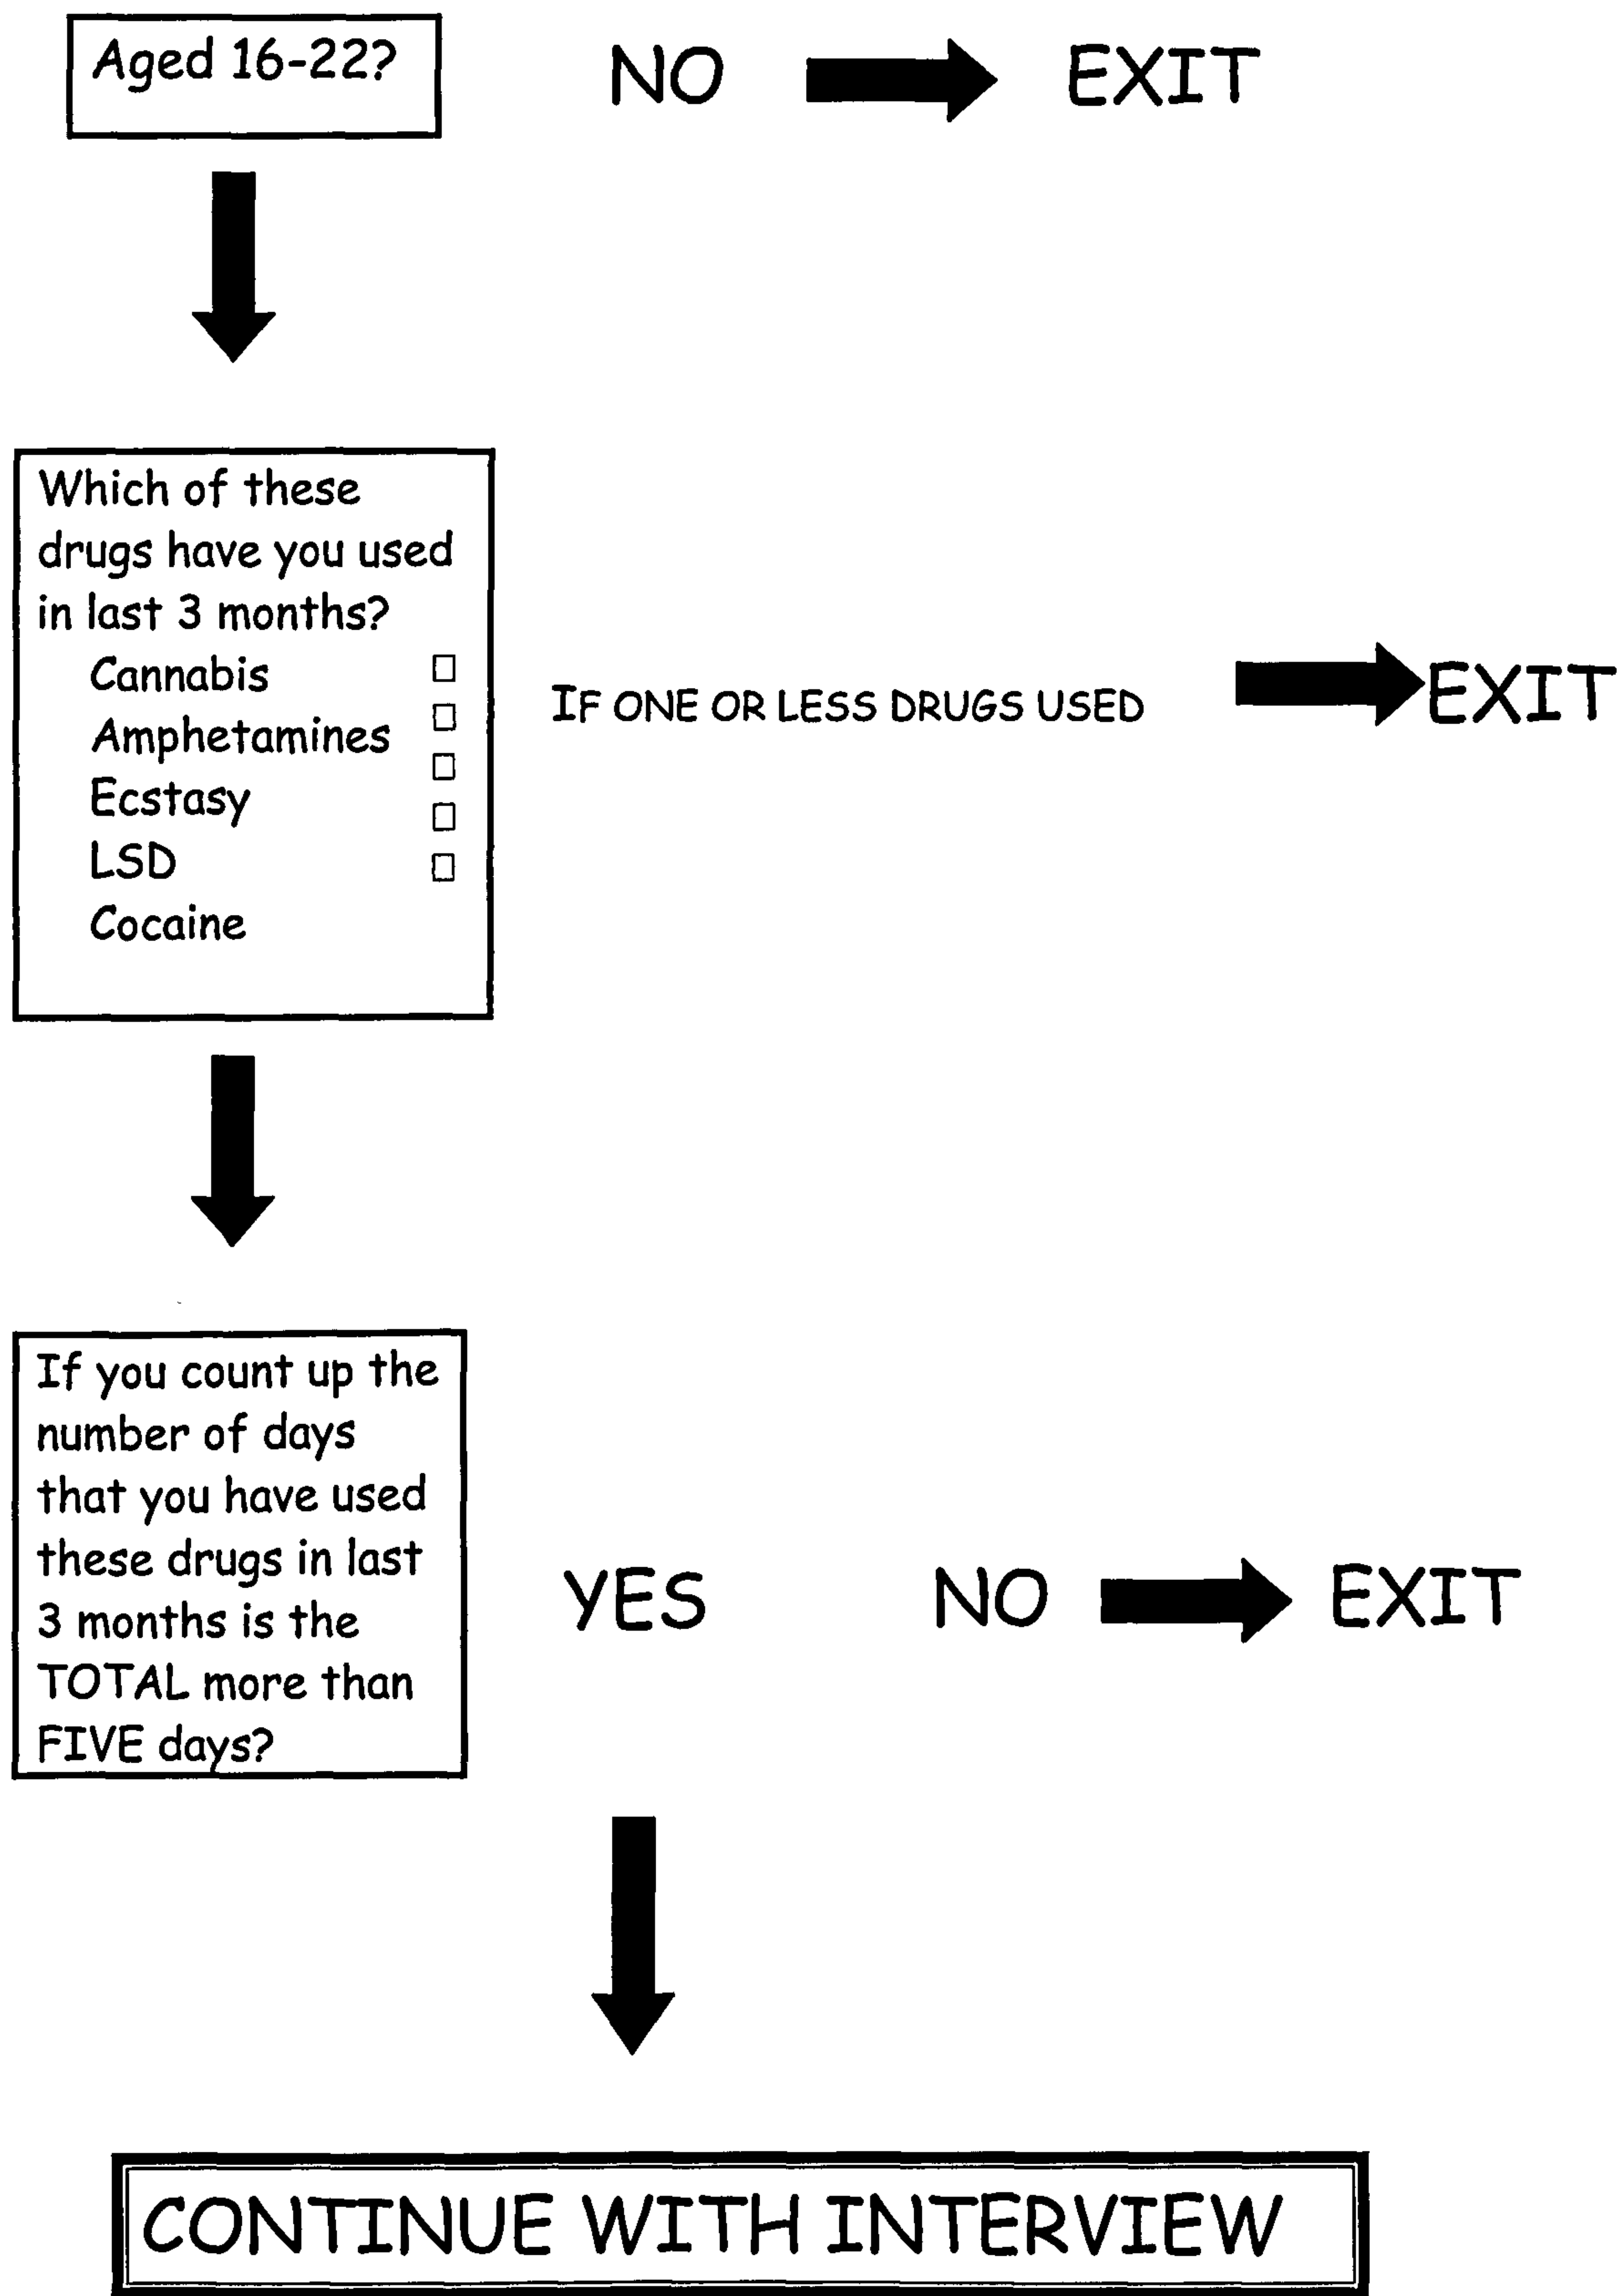 Aged 16-22?
NO
EXIT
Which of these
drugs have you used
in last 3 months?
Cannabis □
Amphetamines □
Ecstasy □
LSD □
Cocaine □
IF ONE OR LESS DRUGS USED
EXIT
If you count up the
number of days
that you have used
these drugs in last
3 months is the
TOTAL more than
FIVE days?
YES
NO
EXIT
CONTINUE WITH INTERVIEW